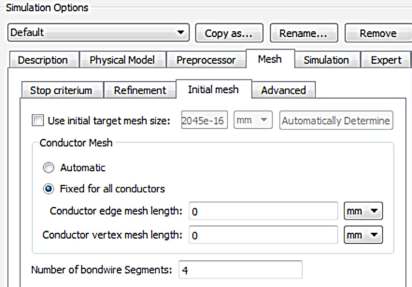 Simulation Options
Default Copy as... Rename... Remove
Description Physical Model Preprocessor Mesh Simulation Expert
Stop criterium Refinement Initial mesh Advanced
Use initial target mesh size: 2045e-16 mm Automatically Determine
Conductor Mesh
Automatic
Fixed for all conductors
Conductor edge mesh length: 0 mm
Conductor vertex mesh length: 0 mm
Number of bondwire Segments: 4